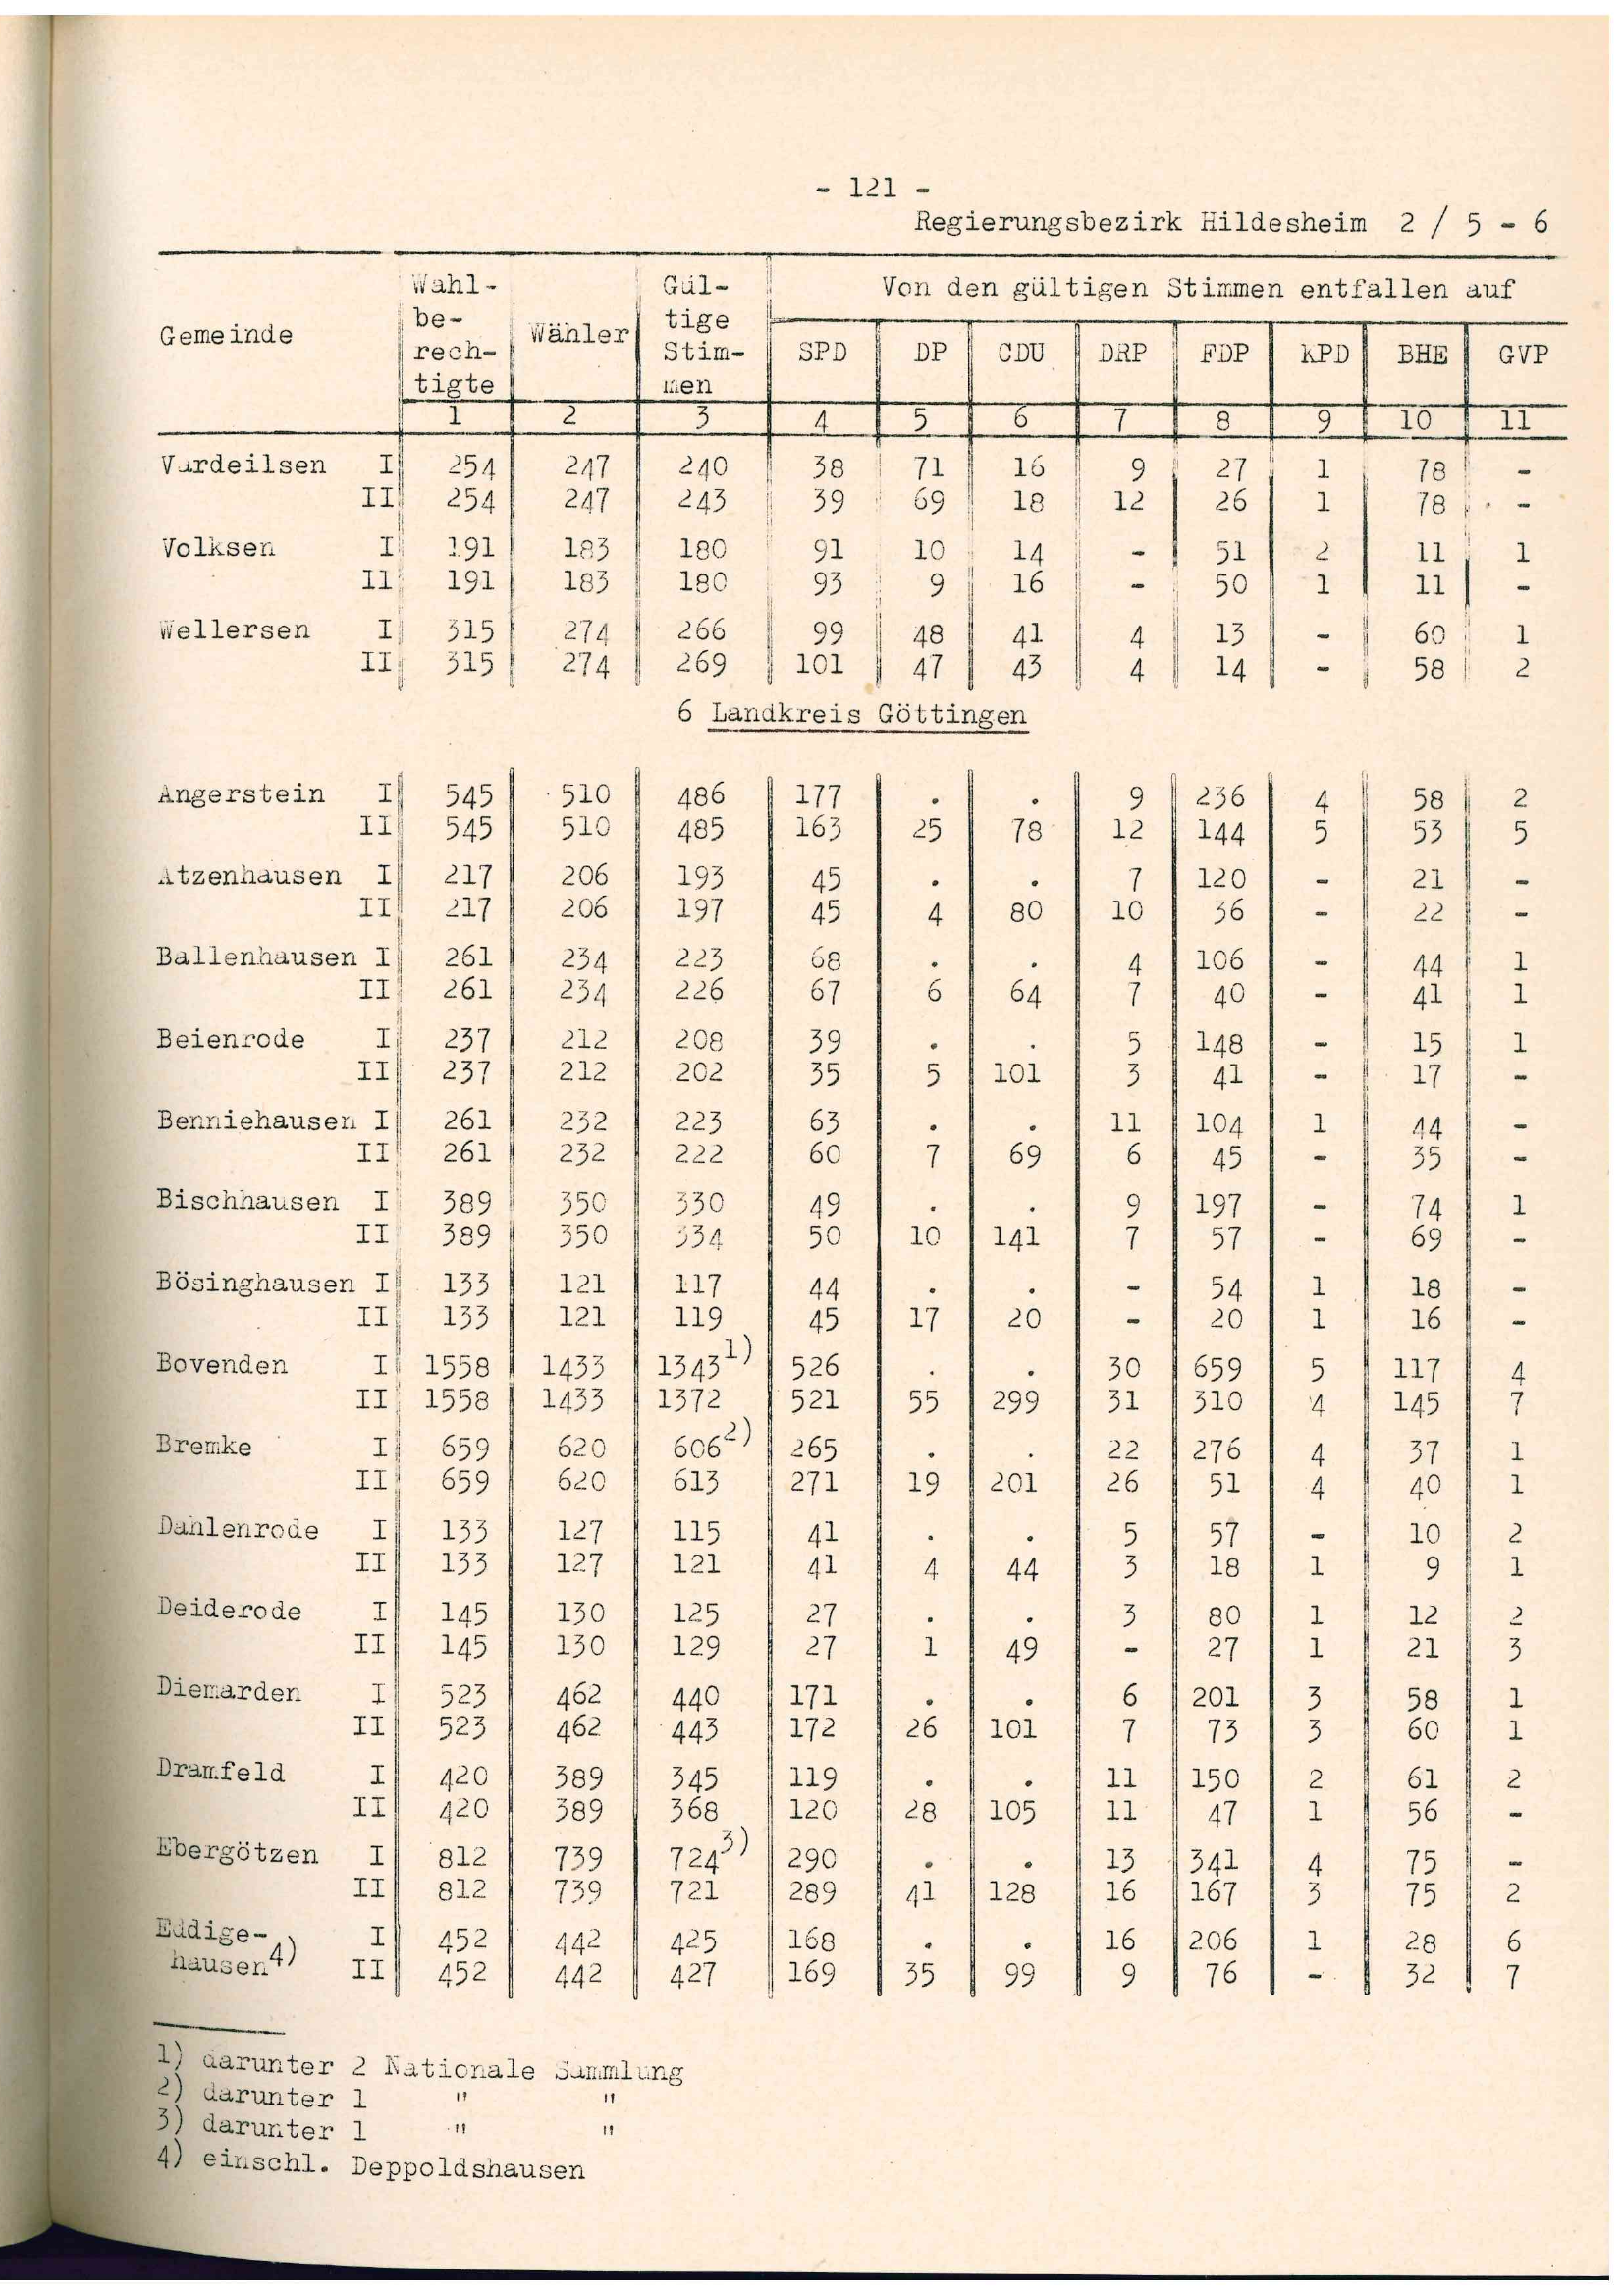 - 121 -
Regierungsbezirk Hildesheim 2 / 5 - 6
Gemeinde Wahl- be- rech- tigte Wähler Gül- tige Stim- men Von den gültigen Stimmen entfallen auf
SPD DP CDU DRP FDP KPD BHE GVP
1 2 3 4 5 6 7 8 9 10 11
Vardeilsen I 254 247 240 38 71 16 9 27 1 78 -
II 254 247 243 39 69 18 12 26 1 78 -
Volksen I 191 183 180 91 10 14 - 51 2 11 1
II 191 183 180 93 9 16 - 50 1 11 -
Wellersen I 315 274 266 99 48 41 4 13 - 60 1
II 315 274 269 101 47 43 4 14 - 58 2
6 Landkreis Göttingen
Angerstein I 545 510 486 177 . . 9 236 4 58 2
II 545 510 485 163 25 78 12 144 5 53 5
Atzenhausen I 217 206 193 45 . . 7 120 - 21 -
II 217 206 197 45 4 80 10 36 - 22 -
Ballenhausen I 261 234 223 68 . . 4 106 - 44 1
II 261 234 226 67 6 64 7 40 - 41 1
Beienrode I 237 212 208 39 . . 5 148 - 15 1
II 237 212 202 35 5 101 3 41 - 17 -
Benniehausen I 261 232 223 63 . . 11 104 1 44 -
II 261 232 222 60 7 69 6 45 - 35 -
Bischhausen I 389 350 330 49 . . 9 197 - 74 1
II 389 350 334 50 10 141 7 57 - 69 -
Bösinghausen I 133 121 117 44 . . - 54 1 18 -
II 133 121 119 45 17 20 - 20 1 16 -
Bovenden I 1558 1433 1343 1) 526 . . 30 659 5 117 4
II 1558 1433 1372 521 55 299 31 310 4 145 7
Bremke I 659 620 606 2) 265 . . 22 276 4 37 1
II 659 620 613 271 19 201 26 51 4 40 1
Dahlenrode I 133 127 115 41 . . 5 57 - 10 2
II 133 127 121 41 4 44 3 18 1 9 1
Deiderode I 145 130 125 27 . . 3 80 1 12 2
II 145 130 129 27 1 49 - 27 1 21 3
Diemarden I 523 462 440 171 . . 6 201 3 58 1
II 523 462 443 172 26 101 7 73 3 60 1
Dramfeld I 420 389 345 119 . . 11 150 2 61 2
II 420 389 368 120 28 105 11 47 1 56 -
Ebergötzen I 812 739 724 3) 290 . . 13 341 4 75 -
II 812 739 721 289 41 128 16 167 3 75 2
Eddige- I 452 442 425 168 . . 16 206 1 28 6
hausen 4) II 452 442 427 169 35 99 9 76 - 32 7
1) darunter 2 Nationale Sammlung
2) darunter 1 " "
3) darunter 1 " "
4) einschl. Deppoldshausen